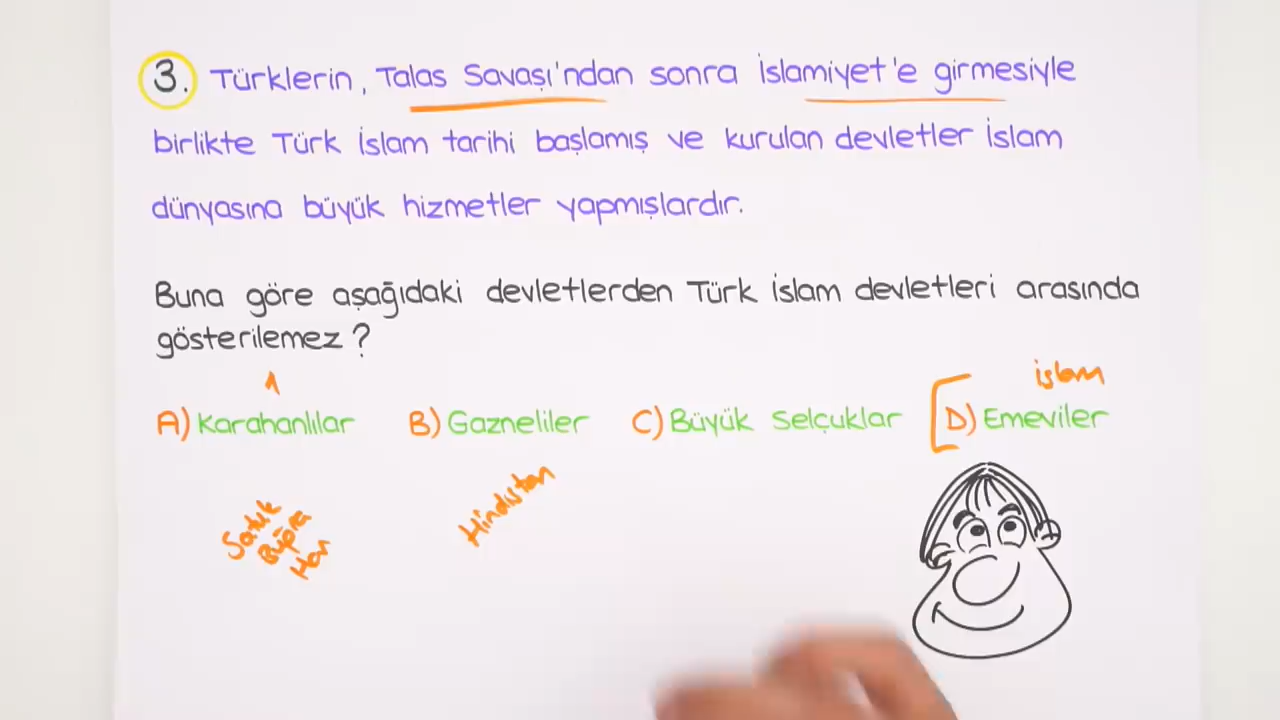 3. Türklerin, Talas Savaşı'ndan sonra İslamiyet'e girmesiyle
birlikte Türk İslam tarihi başlamış ve kurulan devletler İslam
dünyasına büyük hizmetler yapmışlardır.
Buna göre aşağıdaki devletlerden Türk İslam devletleri arasında
gösterilemez?
1
islam
A) Karahanlılar B) Gazneliler C) Büyük Selçuklar D) Emeviler
Satuk
Buğra
Han
Hindistan